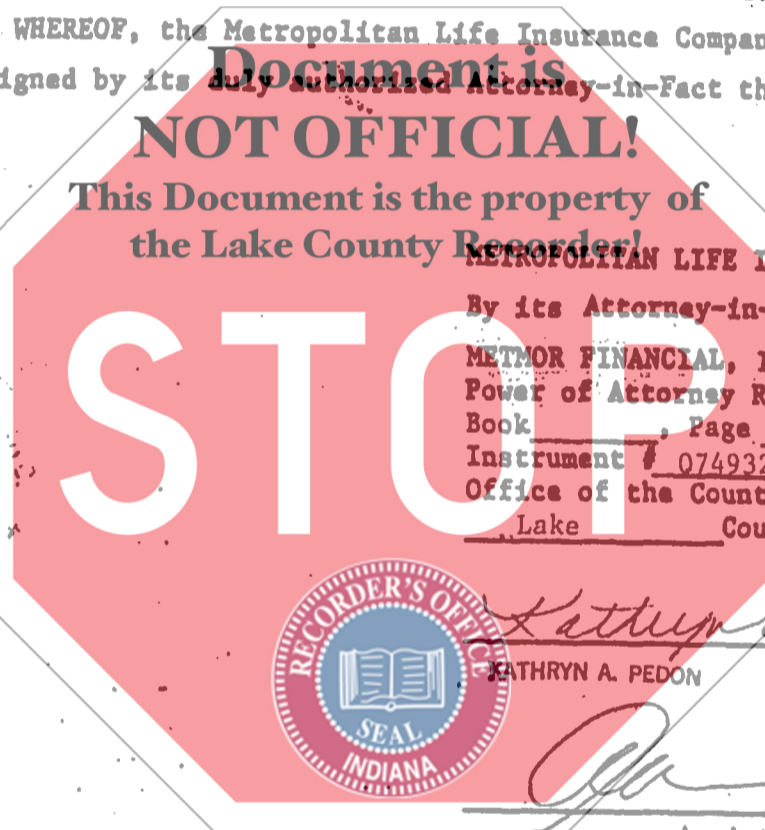 WHEREOF, the Metropolitan Life Insurance Compan
igned by its duly authorized Attorney-in-Fact th
Document is
NOT OFFICIAL!
This Document is the property of
the Lake County Recorder!
METROPOLITAN LIFE I
By its Attorney-in-
METMOR FINANCIAL, I
Power of Attorney R
Book , Page
Instrument # 074932
Office of the Count
Lake Cou
STOP
Kathryn
KATHRYN A. PEDON
RECORDER'S OFFICE
SEAL
INDIANA